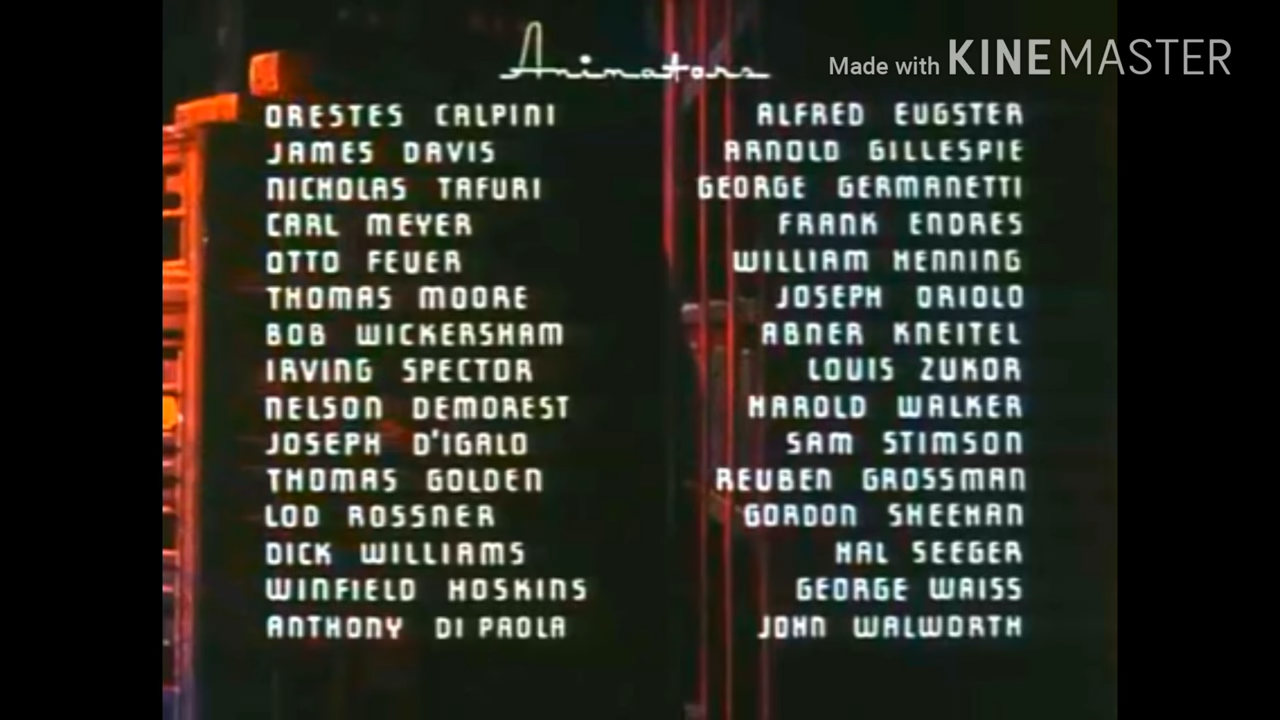 Animators
Made with KINEMASTER
ORESTES CALPINI ALFRED EUGSTER
JAMES DAVIS ARNOLD GILLESPIE
NICHOLAS TAFURI GEORGE GERMANETTI
CARL MEYER FRANK ENDRES
OTTO FEUER WILLIAM HENNING
THOMAS MOORE JOSEPH ORIOLO
BOB WICKERSHAM ABNER KNEITEL
IRVING SPECTOR LOUIS ZUKOR
NELSON DEMOREST HAROLD WALKER
JOSEPH D'IGALO SAM STIMSON
THOMAS GOLDEN REUBEN GROSSMAN
LOD ROSSNER GORDON SHEEHAN
DICK WILLIAMS HAL SEEGER
WINFIELD HOSKINS GEORGE WAISS
ANTHONY DI PAOLA JOHN WALWORTH